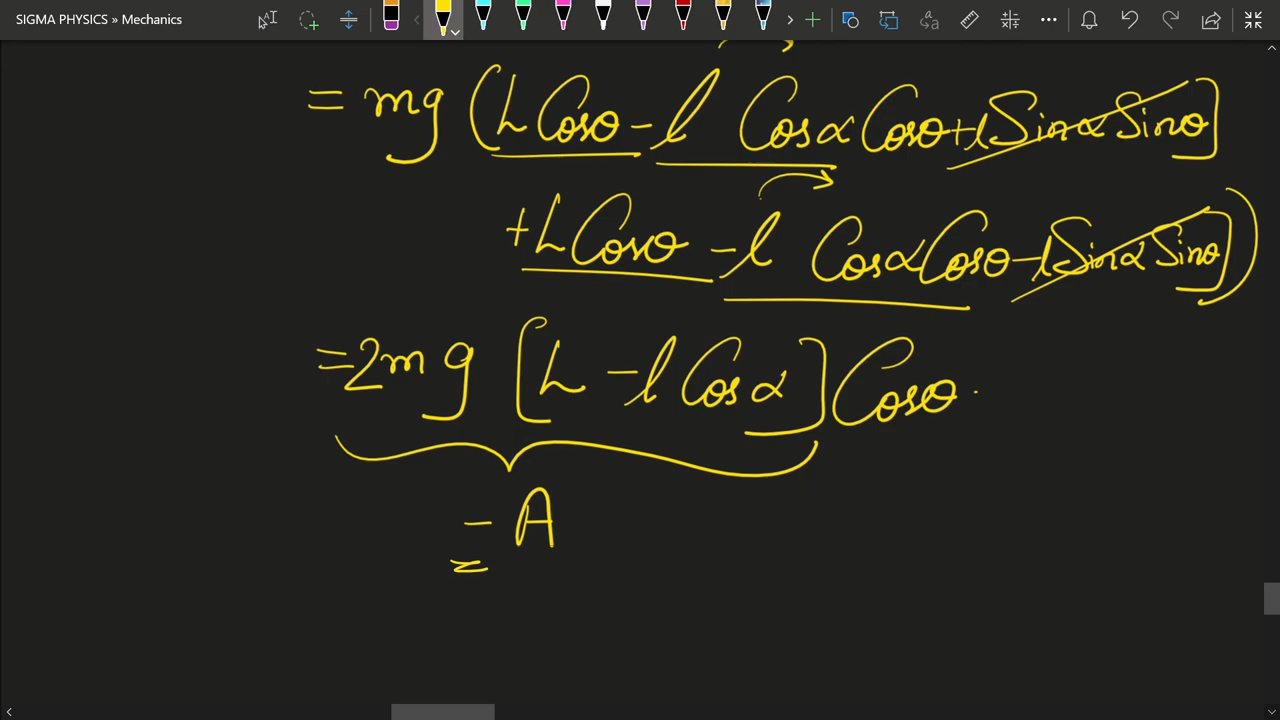 SIGMA PHYSICS » Mechanics
= mg (L Cosθ - l Cosα Cosθ + l Sinα Sinθ]
+ L Cosθ - l Cosα Cosθ - l Sinα Sinθ])
= 2mg [L - l Cosα] Cosθ.
= - A